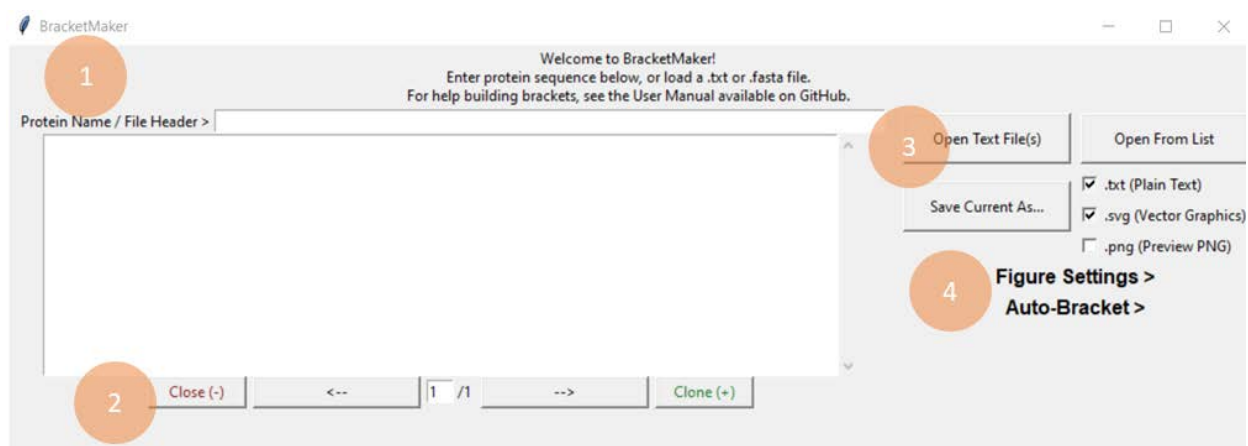 BracketMaker
1
Welcome to BracketMaker!
Enter protein sequence below, or load a .txt or .fasta file.
For help building brackets, see the User Manual available on GitHub.
Protein Name / File Header >
3
Open Text File(s)
Open From List
Save Current As...
.txt (Plain Text)
.svg (Vector Graphics)
.png (Preview PNG)
4
Figure Settings >
Auto-Bracket >
2
Close (-)
<--
1 /1
-->
Clone (+)